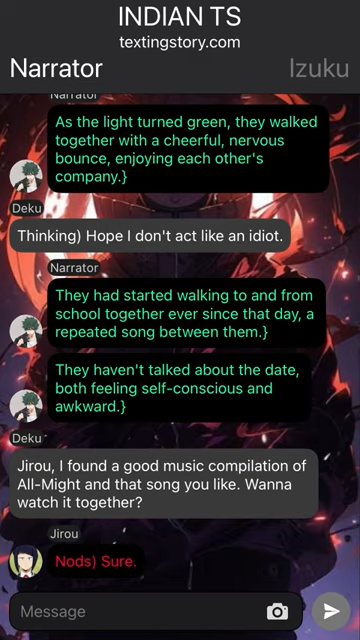 INDIAN TS
textingstory.com
Narrator
Izuku
Narrator
As the light turned green, they walked
together with a cheerful, nervous
bounce, enjoying each other's
company.}
Deku
Thinking) Hope I don't act like an idiot.
Narrator
They had started walking to and from
school together ever since that day, a
repeated song between them.}
They haven't talked about the date,
both feeling self-conscious and
awkward.}
Deku
Jirou, I found a good music compilation of
All-Might and that song you like. Wanna
watch it together?
Jirou
Nods) Sure.
Message